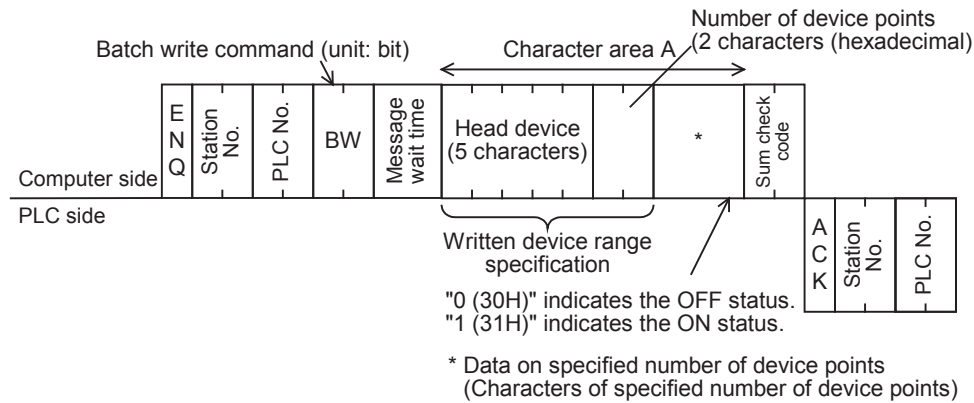 Number of device points
(2 characters (hexadecimal)
Batch write command (unit: bit)
Character area A
E
N
Q
Station
No.
PLC No.
BW
Message
wait time
Head device
(5 characters)
*
Sum check
code
Computer side
PLC side
Written device range
specification
A
C
K
Station
No.
PLC No.
"0 (30H)" indicates the OFF status.
"1 (31H)" indicates the ON status.
* Data on specified number of device points
(Characters of specified number of device points)